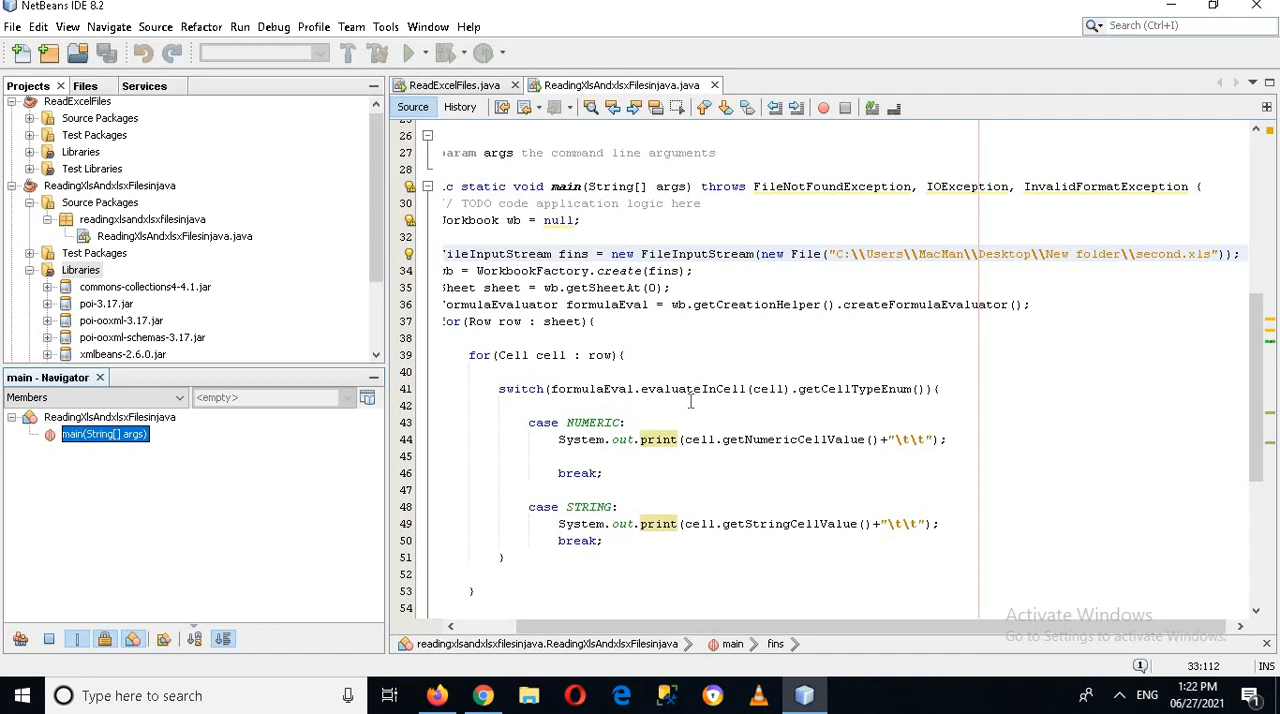 NetBeans IDE 8.2
File Edit View Navigate Source Refactor Run Debug Profile Team Tools Window Help
Search (Ctrl+I)
Projects Files Services
ReadExcelFiles.java ReadingXlsAndxlsxFilesinjava.java
ReadExcelFiles
Source Packages
Test Packages
Libraries
Test Libraries
ReadingXlsAndxlsxFilesinjava
Source Packages
readingxlsandxlsxfilesinjava
ReadingXlsAndxlsxFilesinjava.java
Test Packages
Libraries
commons-collections4-4.1.jar
poi-3.17.jar
poi-ooxml-3.17.jar
poi-ooxml-schemas-3.17.jar
xmlbeans-2.6.0.jar
main - Navigator
Members <empty>
ReadingXlsAndxlsxFilesinjava
main(String[] args)
Source History
26
27 param args the command line arguments
28
c static void main(String[] args) throws FileNotFoundException, IOException, InvalidFormatException {
30 / TODO code application logic here
Workbook wb = null;
32
FileInputStream fins = new FileInputStream(new File("C:\\Users\\MacMan\\Desktop\\New folder\\second.xls"));
34 wb = WorkbookFactory.create(fins);
35 Sheet sheet = wb.getSheetAt(0);
36 FormulaEvaluator formulaEval = wb.getCreationHelper().createFormulaEvaluator();
37 for(Row row : sheet){
38
39 for(Cell cell : row){
40
41 switch(formulaEval.evaluateInCell(cell).getCellTypeEnum()){
42
43 case NUMERIC:
44 System.out.print(cell.getNumericCellValue()+"\t\t");
45
46 break;
47
48 case STRING:
49 System.out.print(cell.getStringCellValue()+"\t\t");
50 break;
51 }
52
53 }
54
Activate Windows
Go to Settings to activate Windows.
readingxlsandxlsxfilesinjava.ReadingXlsAndxlsxFilesinjava main fins
33:112 INS
Type here to search
ENG
1:22 PM
06/27/2021